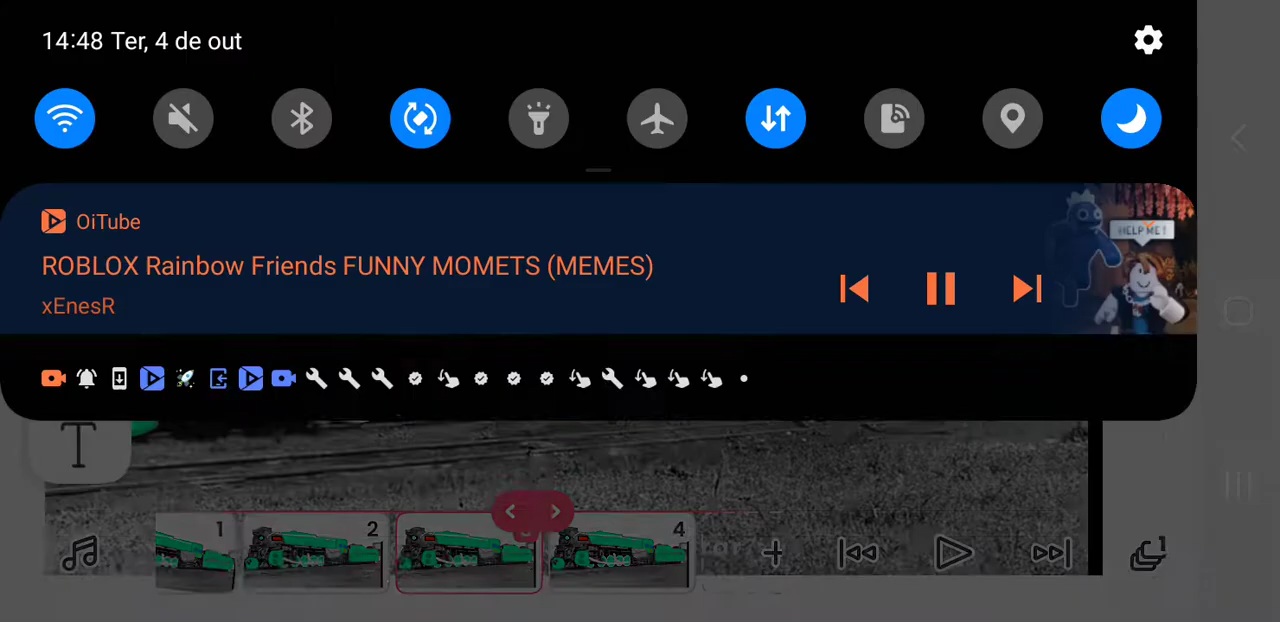 14:48 Ter, 4 de out
OiTube
ROBLOX Rainbow Friends FUNNY MOMETS (MEMES)
xEnesR
HELP ME!
T
1
2
4
1